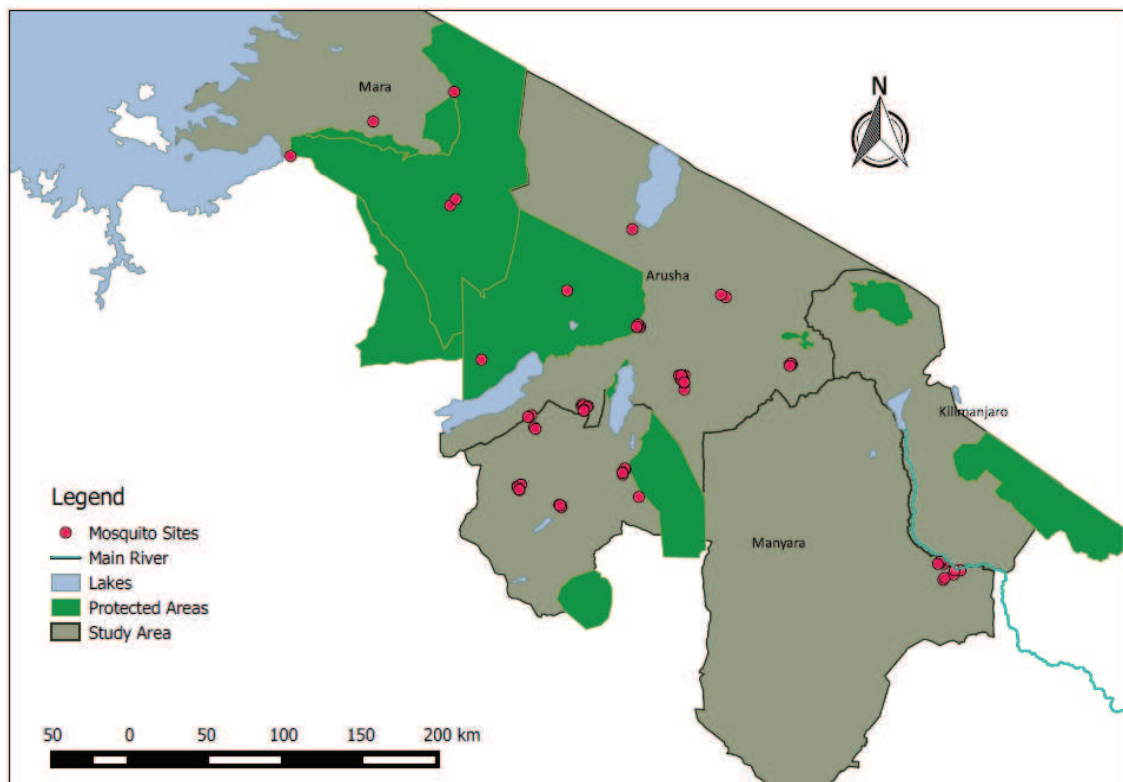 Mara
N
Arusha
Kilimanjaro
Manyara
Legend
Mosquito Sites
Main River
Lakes
Protected Areas
Study Area
50 0 50 100 150 200 km